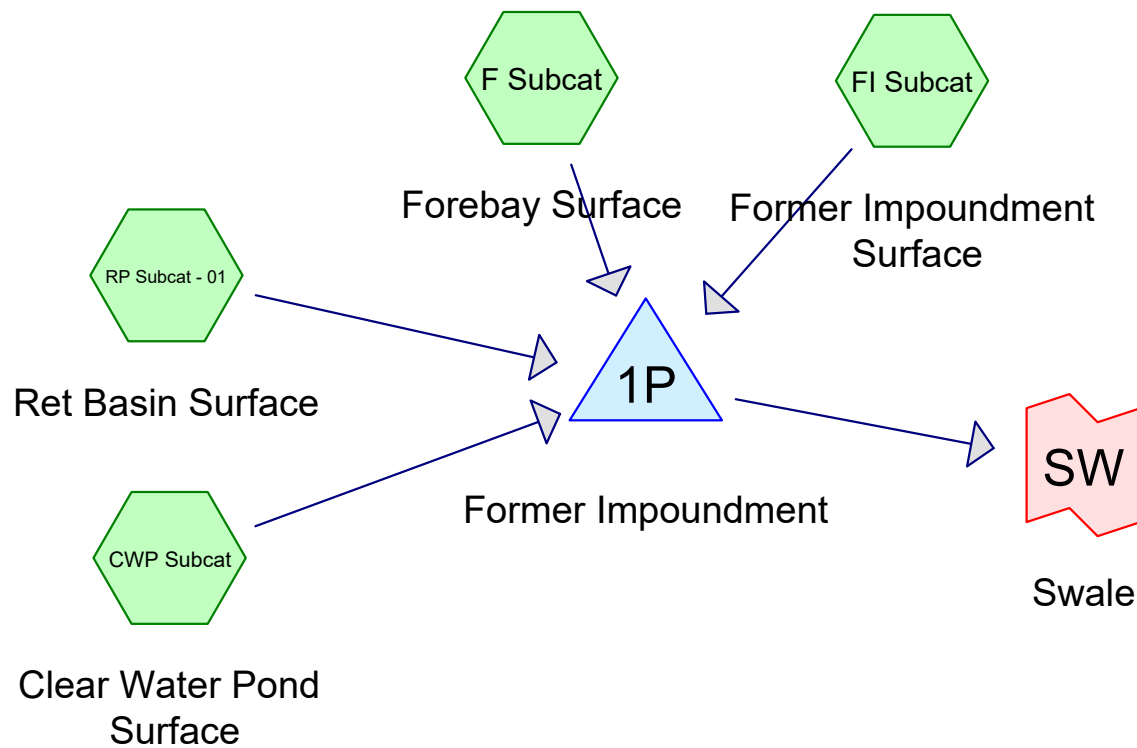 F Subcat
FI Subcat
Forebay Surface
Former Impoundment
Surface
RP Subcat - 01
Ret Basin Surface
1P
SW
Former Impoundment
CWP Subcat
Swale
Clear Water Pond
Surface